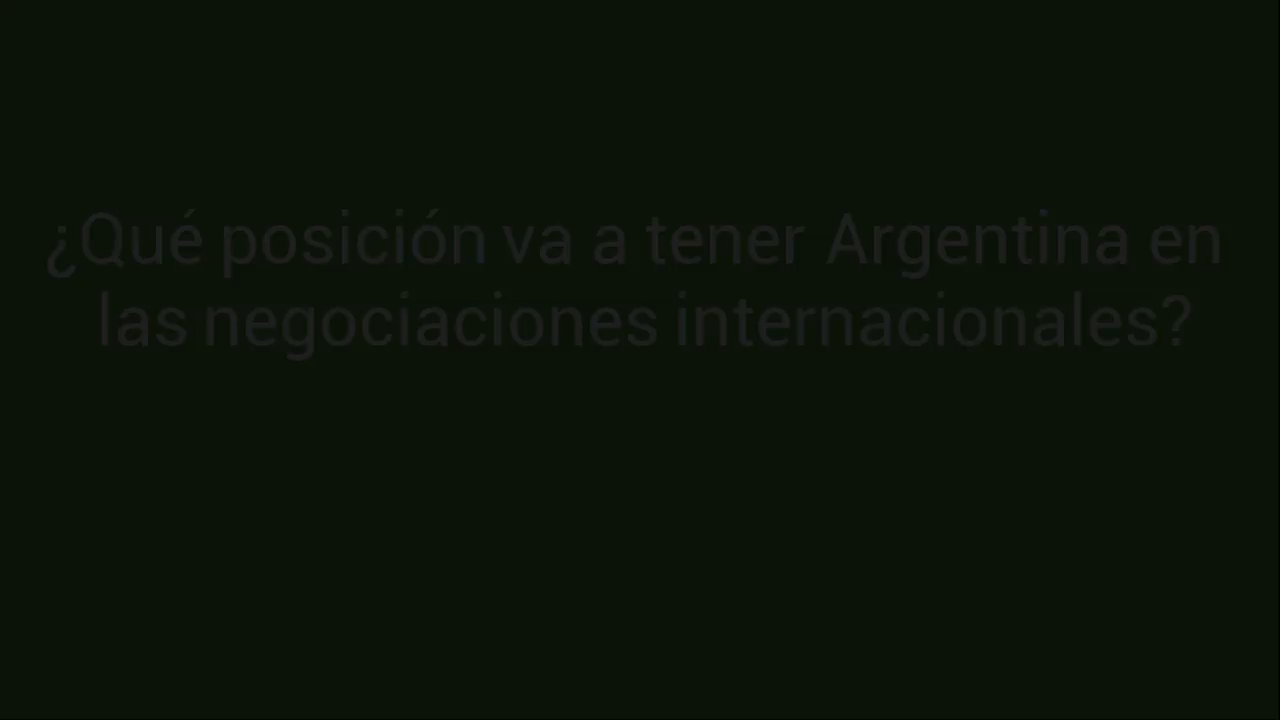 ¿Qué posición va a tener Argentina en
las negociaciones internacionales?